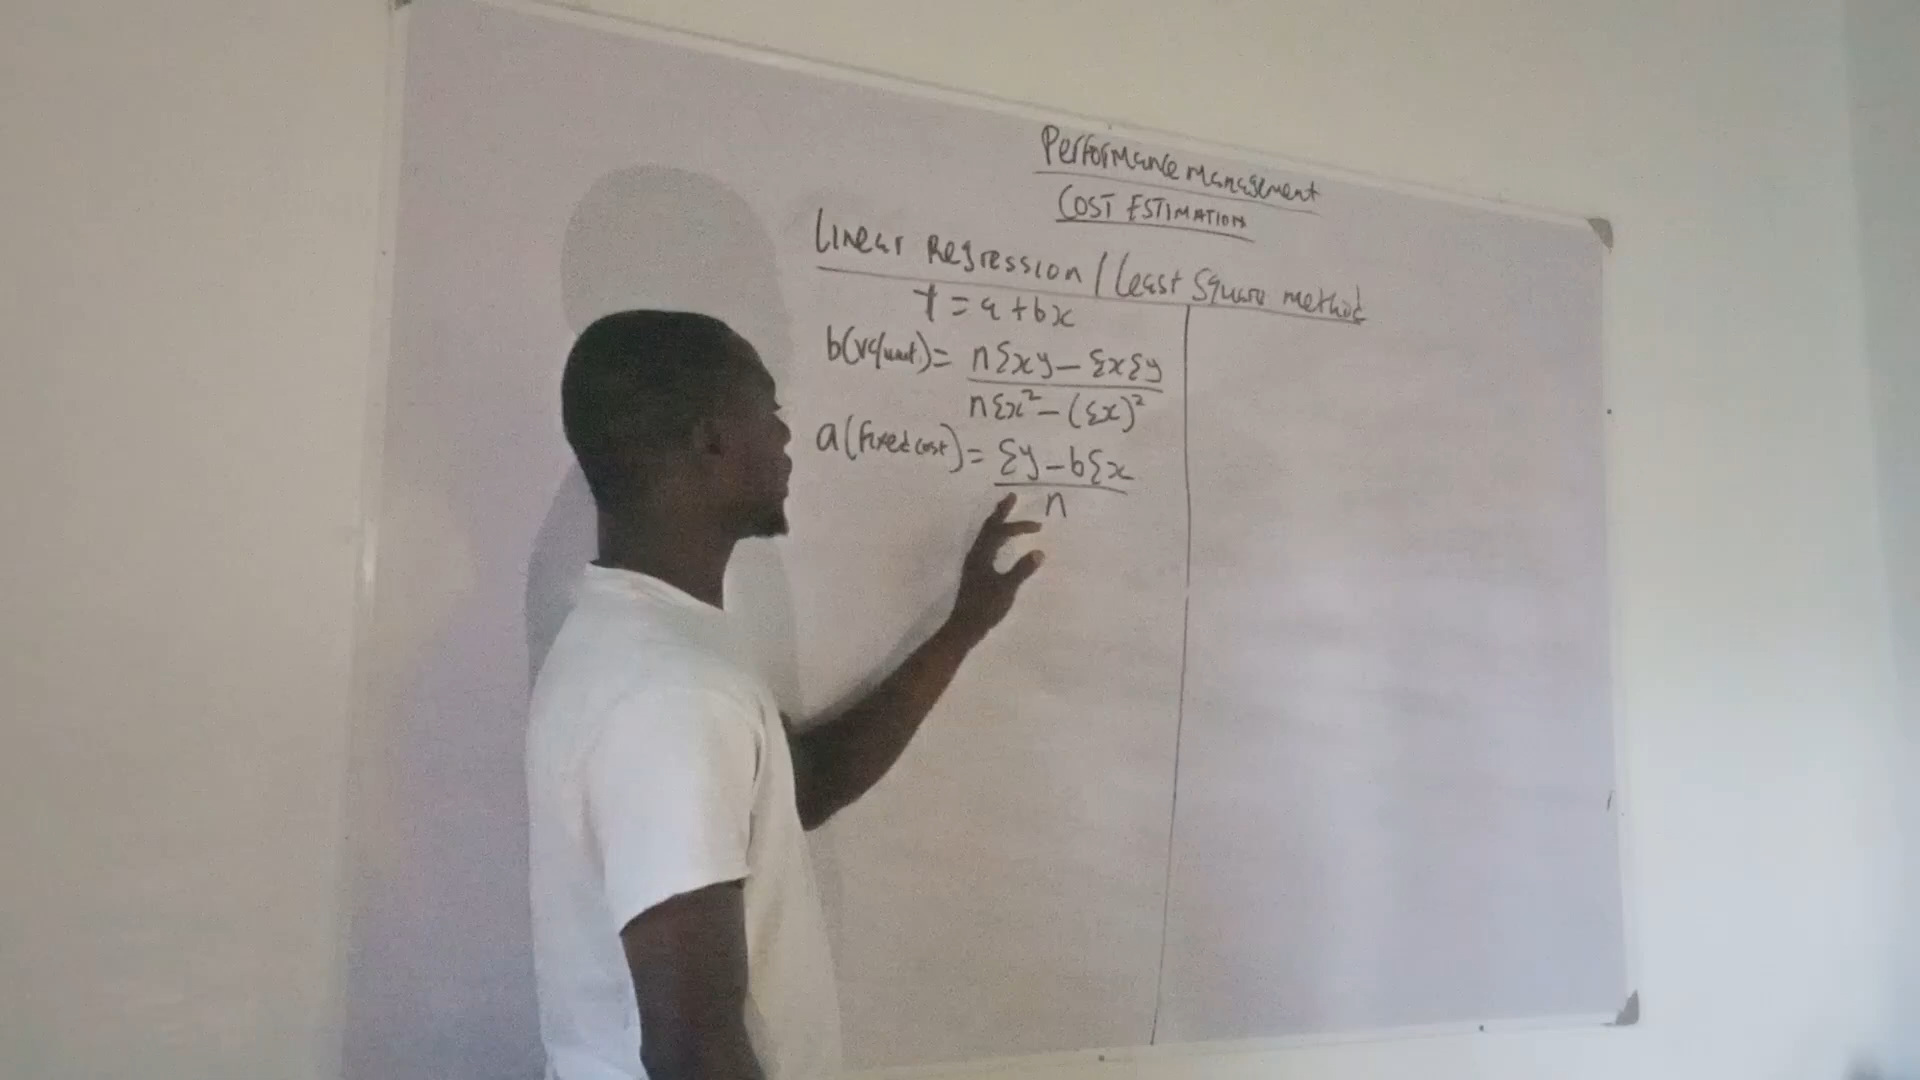 Performance management
COST ESTIMATION
Linear Regression / Least Square method
Y = a + bx
b(vc/unit) = nΣxy - ΣxΣy
nΣx² - (Σx)²
a(fixed cost) = Σy - bΣx
n